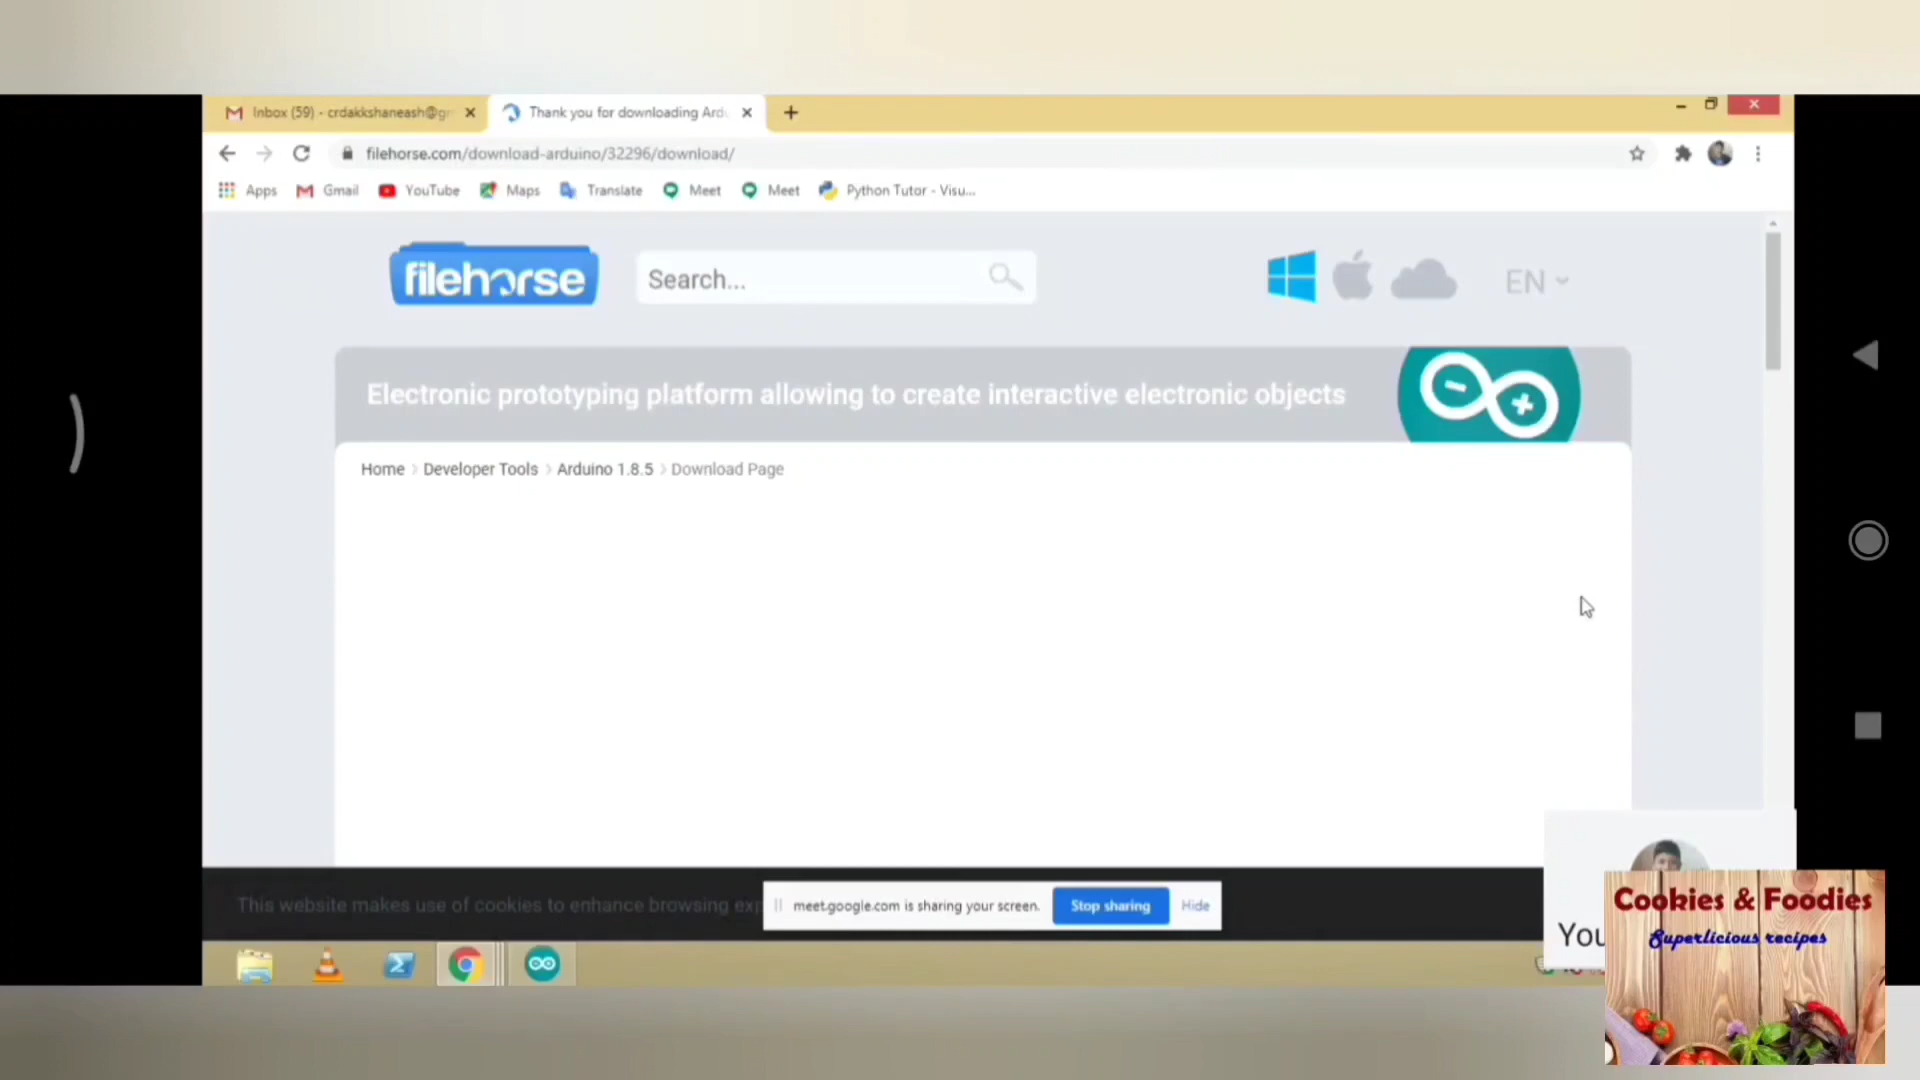 Inbox (59) - crdakkshaneash@gm
Thank you for downloading Ard
filehorse.com/download-arduino/32296/download/
Apps
Gmail
YouTube
Maps
Translate
Meet
Meet
Python Tutor - Visu...
filehorse
Search...
EN
Electronic prototyping platform allowing to create interactive electronic objects
Home > Developer Tools > Arduino 1.8.5 > Download Page
This website makes use of cookies to enhance browsing exp
meet.google.com is sharing your screen.
Stop sharing
Hide
You
Cookies & Foodies
Superlicious recipes